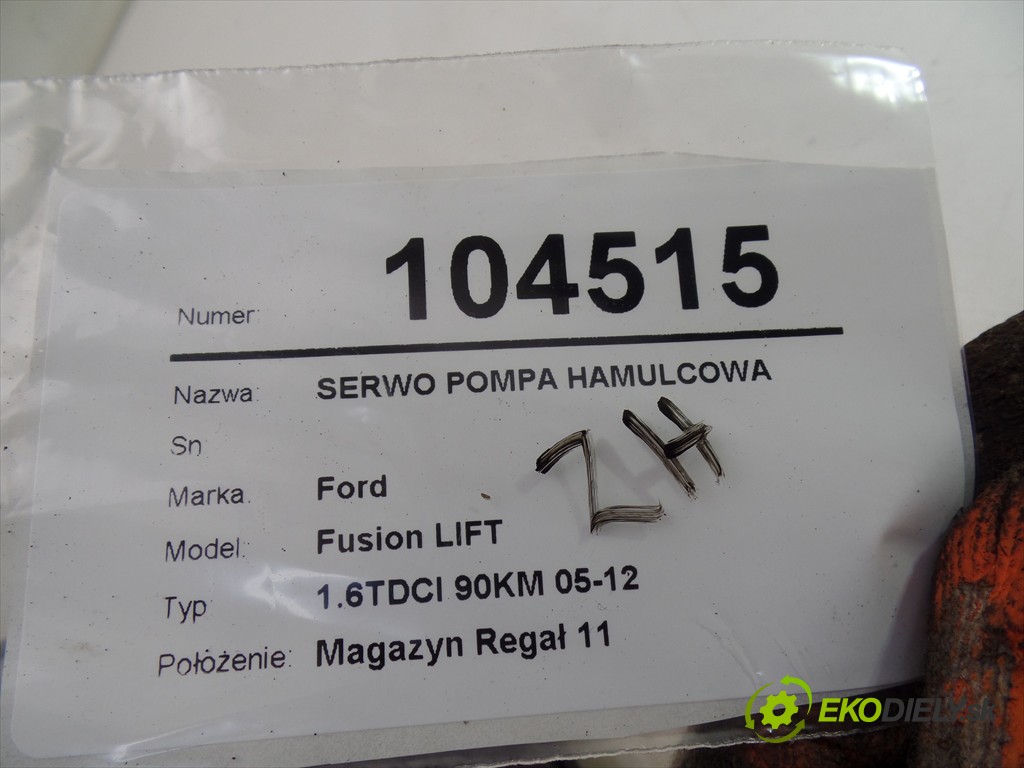 Numer: 104515
Nazwa: SERWO POMPA HAMULCOWA
Sn
Marka: Ford
ZH
Model: Fusion LIFT
Typ 1.6TDCI 90KM 05-12
Położenie: Magazyn Regał 11
EKODIELY.sk